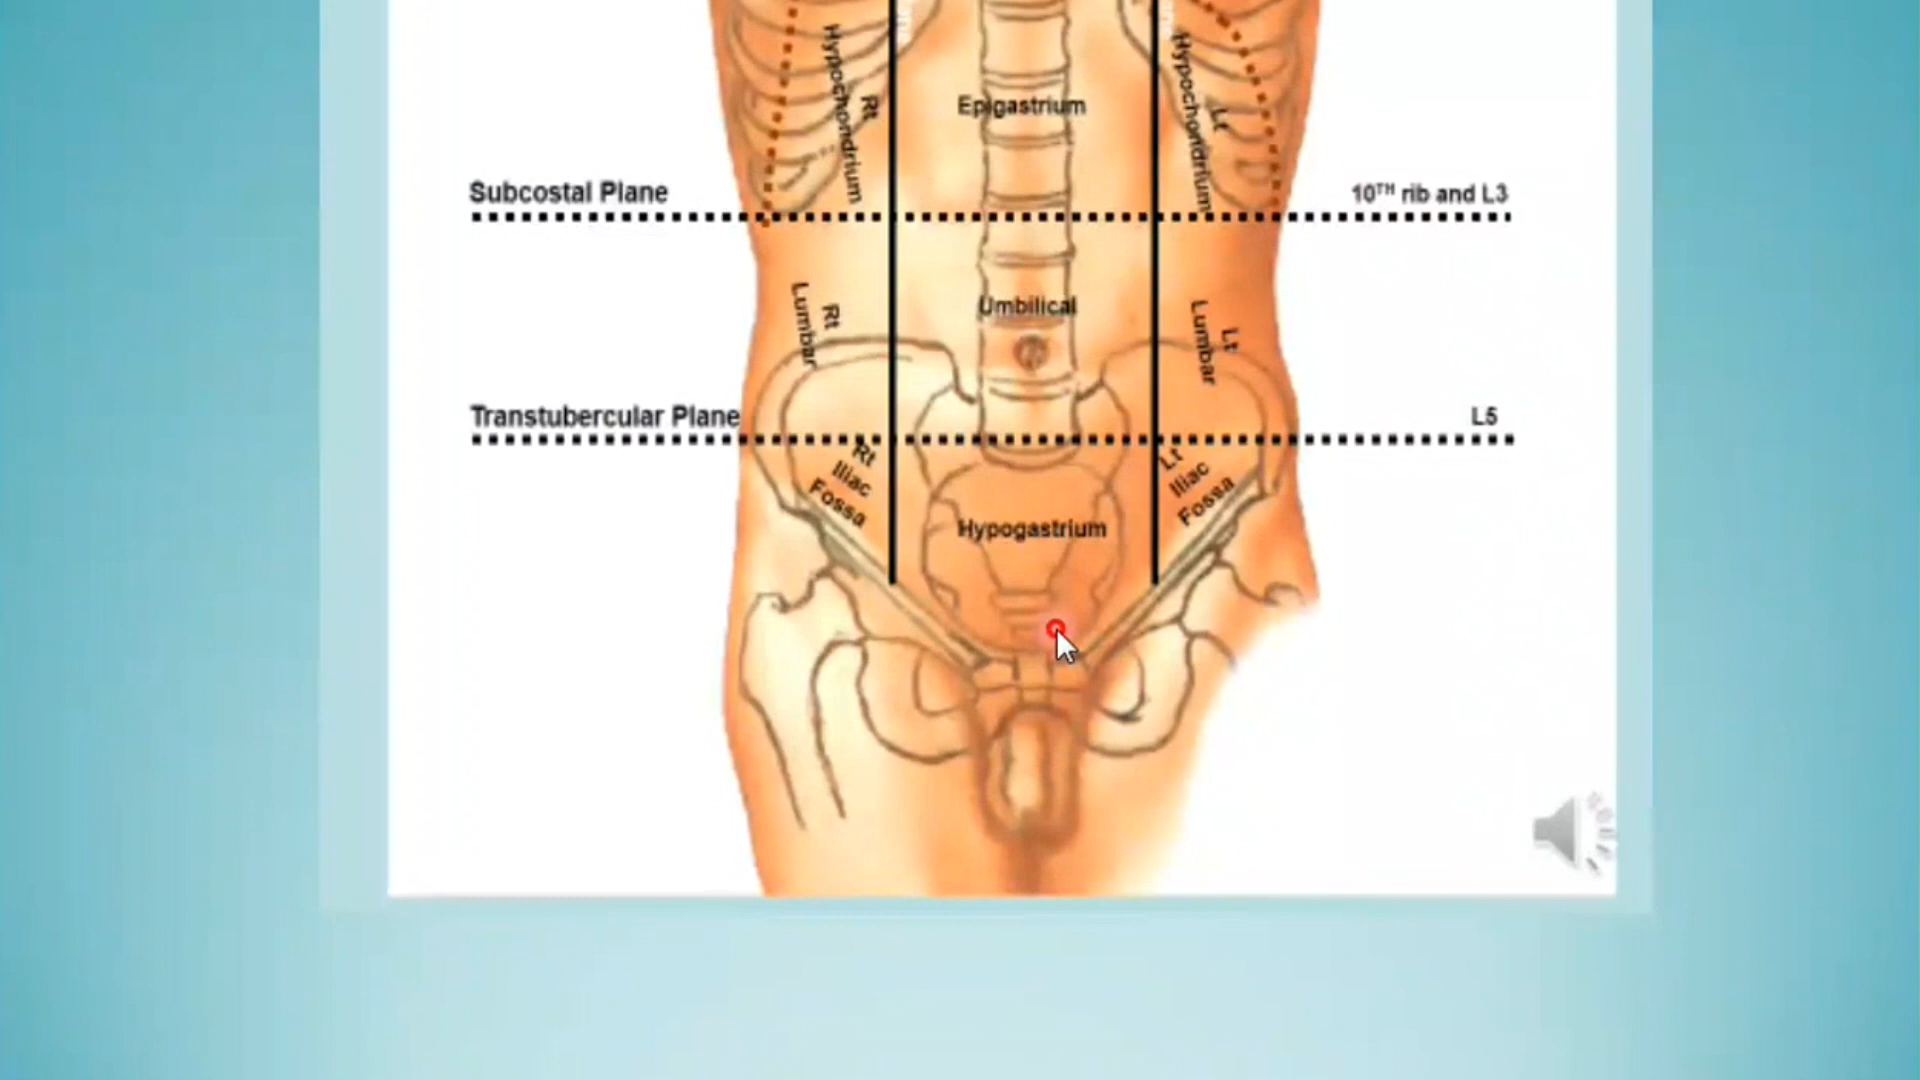 Rt
Hypochondrium
Epigastrium
Lt
Hypochondrium
Subcostal Plane
10TH rib and L3
Rt
Lumbar
Umbilical
Lt
Lumbar
Transtubercular Plane
L5
Rt
Iliac
Fossa
Lt
Iliac
Fossa
Hypogastrium